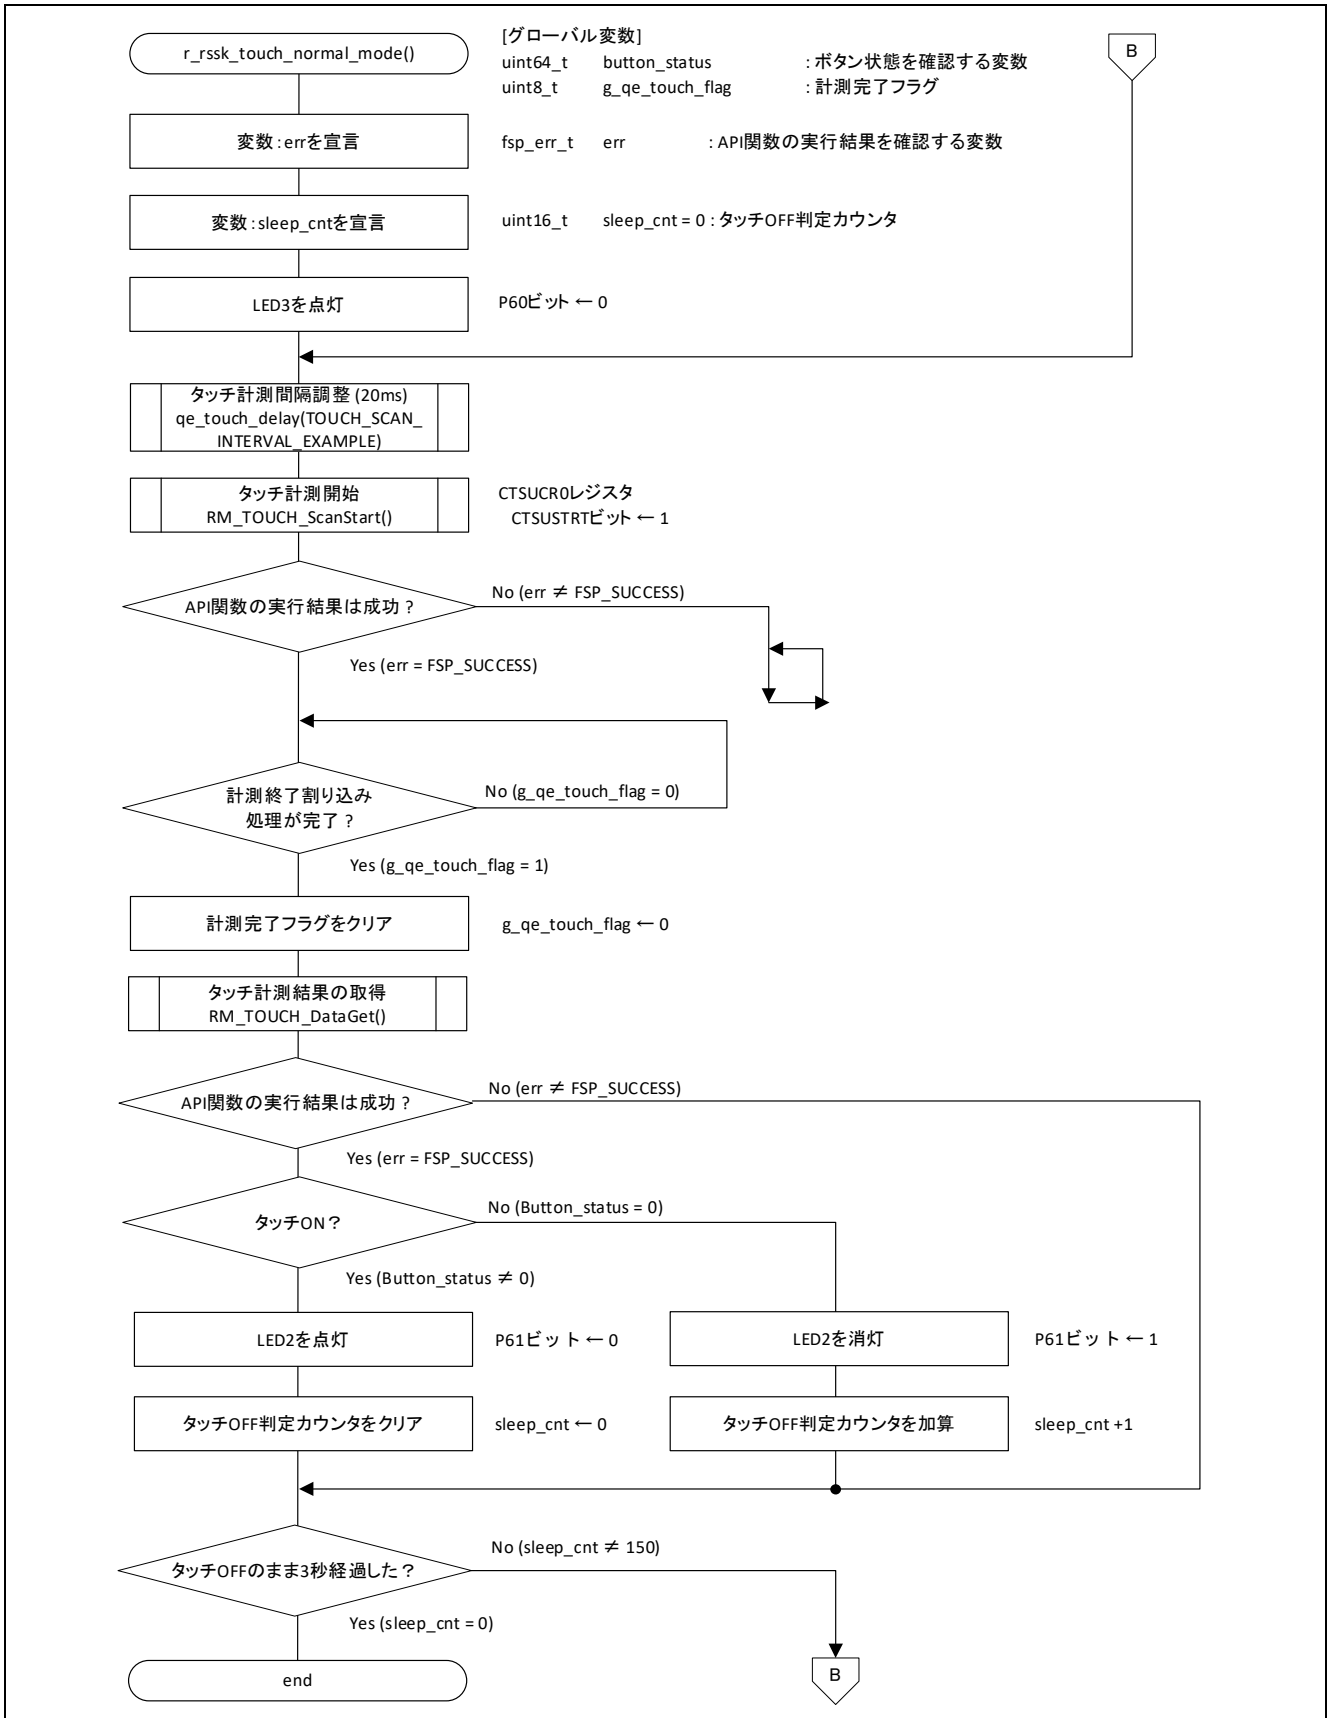 r_rssk_touch_normal_mode()
[グローバル変数]
uint64_t button_status : ボタン状態を確認する変数
uint8_t g_qe_touch_flag : 計測完了フラグ
B
変数 : errを宣言
fsp_err_t err : API関数の実行結果を確認する変数
変数 : sleep_cntを宣言
uint16_t sleep_cnt = 0 : タッチOFF判定カウンタ
LED3を点灯
P60ビット ← 0
タッチ計測間隔調整 (20ms)
qe_touch_delay(TOUCH_SCAN_
INTERVAL_EXAMPLE)
タッチ計測開始
RM_TOUCH_ScanStart()
CTSUCR0レジスタ
CTSUSTRTビット ← 1
API関数の実行結果は成功 ?
No (err ≠ FSP_SUCCESS)
Yes (err = FSP_SUCCESS)
計測終了割り込み
処理が完了 ?
No (g_qe_touch_flag = 0)
Yes (g_qe_touch_flag = 1)
計測完了フラグをクリア
g_qe_touch_flag ← 0
タッチ計測結果の取得
RM_TOUCH_DataGet()
API関数の実行結果は成功 ?
No (err ≠ FSP_SUCCESS)
Yes (err = FSP_SUCCESS)
タッチON ?
No (Button_status = 0)
Yes (Button_status ≠ 0)
LED2を点灯
P61ビット ← 0
LED2を消灯
P61ビット ← 1
タッチOFF判定カウンタをクリア
sleep_cnt ← 0
タッチOFF判定カウンタを加算
sleep_cnt +1
タッチOFFのまま3秒経過した ?
No (sleep_cnt ≠ 150)
Yes (sleep_cnt = 0)
end
B